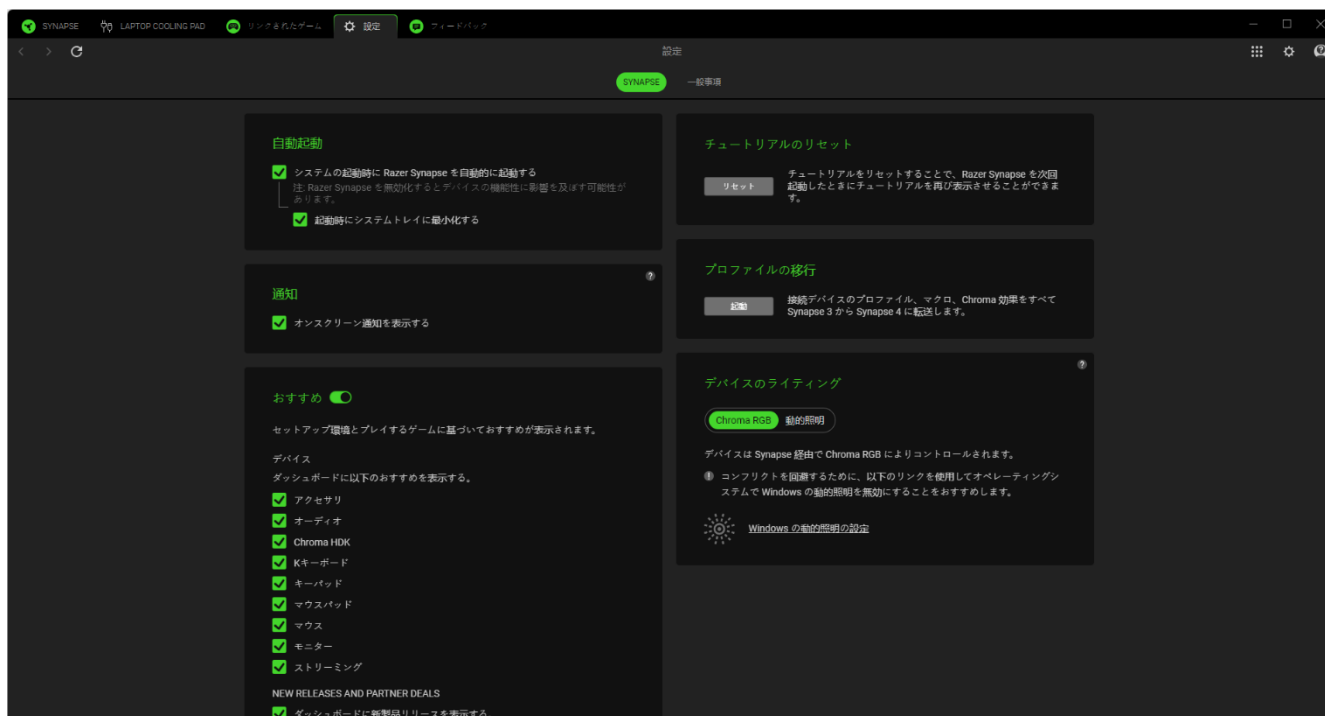 SYNAPSE
LAPTOP COOLING PAD
リンクされたゲーム
設定
フィードバック
設定
SYNAPSE
一般事項
自動起動
システムの起動時に Razer Synapse を自動的に起動する
注: Razer Synapse を無効化するとデバイスの機能性に影響を及ぼす可能性が
あります。
起動時にシステムトレイに最小化する
通知
オンスクリーン通知を表示する
おすすめ
セットアップ環境とプレイするゲームに基づいておすすめが表示されます。
デバイス
ダッシュボードに以下のおすすめを表示する。
アクセサリ
オーディオ
Chroma HDK
Kキーボード
キーパッド
マウスパッド
マウス
モニター
ストリーミング
NEW RELEASES AND PARTNER DEALS
ダッシュボードに新製品リリースを表示する
チュートリアルのリセット
リセット
チュートリアルをリセットすることで、Razer Synapse を次回
起動したときにチュートリアルを再び表示させることができま
す。
プロファイルの移行
起動
接続デバイスのプロファイル、マクロ、Chroma 効果をすべて
Synapse 3 から Synapse 4 に転送します。
デバイスのライティング
Chroma RGB
動的照明
デバイスは Synapse 経由で Chroma RGB によりコントロールされます。
コンフリクトを回避するために、以下のリンクを使用してオペレーティングシ
ステムで Windows の動的照明を無効にすることをおすすめします。
Windows の動的照明の設定